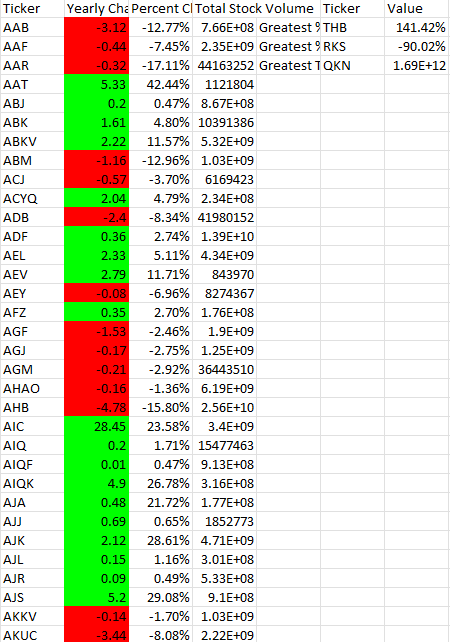 Ticker Yearly Cha Percent C Total Stock Volume Ticker Value
AAB -3.12 -12.77% 7.66E+08 Greatest % THB 141.42%
AAF -0.44 -7.45% 2.35E+09 Greatest % RKS -90.02%
AAR -0.32 -17.11% 44163252 Greatest T QKN 1.69E+12
AAT 5.33 42.44% 1121804
ABJ 0.2 0.47% 8.67E+08
ABK 1.61 4.80% 10391386
ABKV 2.22 11.57% 5.32E+09
ABM -1.16 -12.96% 1.03E+09
ACJ -0.57 -3.70% 6169423
ACYQ 2.04 4.79% 2.34E+08
ADB -2.4 -8.34% 41980152
ADF 0.36 2.74% 1.39E+10
AEL 2.33 5.11% 4.34E+09
AEV 2.79 11.71% 843970
AEY -0.08 -6.96% 8274367
AFZ 0.35 2.70% 1.76E+08
AGF -1.53 -2.46% 1.9E+09
AGJ -0.17 -2.75% 1.25E+09
AGM -0.21 -2.92% 36443510
AHAO -0.16 -1.36% 6.19E+09
AHB -4.78 -15.80% 2.56E+10
AIC 28.45 23.58% 3.4E+09
AIQ 0.2 1.71% 15477463
AIQF 0.01 0.47% 9.13E+08
AIQK 4.9 26.78% 3.16E+08
AJA 0.48 21.72% 1.77E+08
AJJ 0.69 0.65% 1852773
AJK 2.12 28.61% 4.71E+09
AJL 0.15 1.16% 3.01E+08
AJR 0.09 0.49% 5.33E+08
AJS 5.2 29.08% 9.1E+08
AKKV -0.14 -1.70% 1.03E+09
AKUC -3.44 -8.08% 2.22E+09